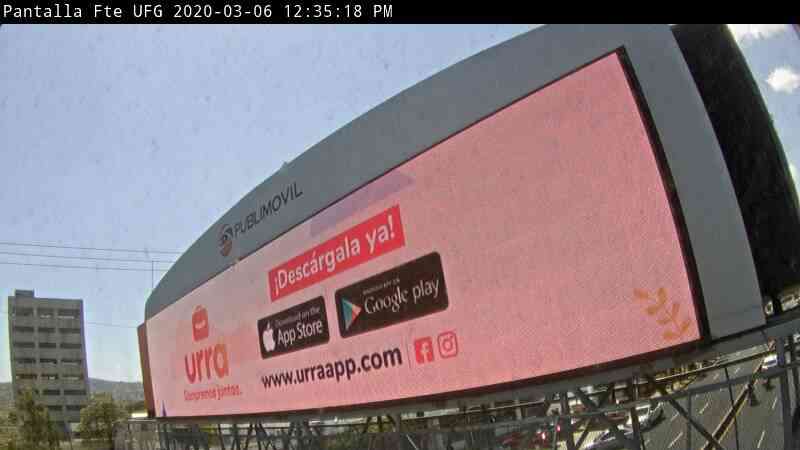 Pantalla Fte UFG 2020-03-06 12:35:18 PM
PUBLIMOVIL
¡Descárgala ya!
Download on the
App Store
Google play
urra
Compremos juntos.
www.urraapp.com